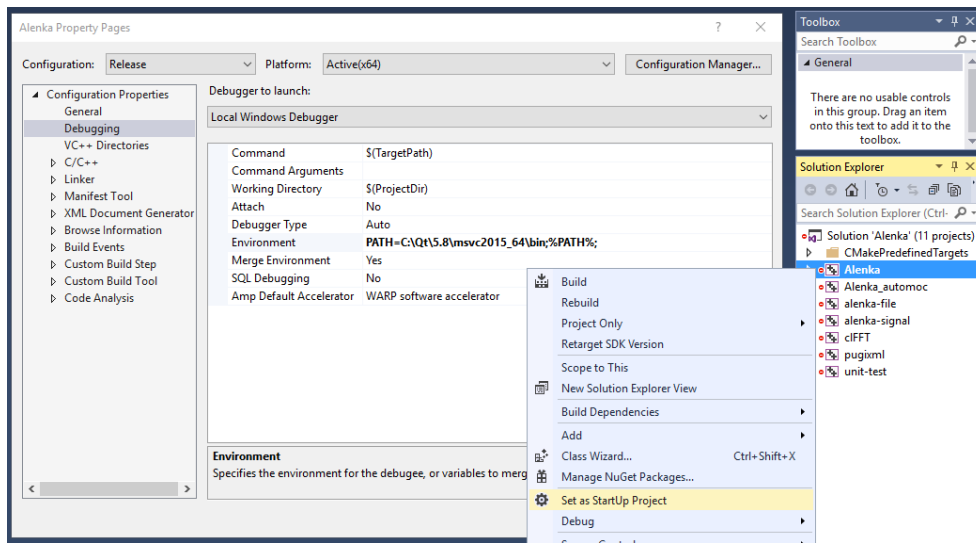 Alenka Property Pages
?
Configuration: Release Platform: Active(x64) Configuration Manager...
Configuration Properties
General
Debugging
VC++ Directories
C/C++
Linker
Manifest Tool
XML Document Generator
Browse Information
Build Events
Custom Build Step
Custom Build Tool
Code Analysis
Debugger to launch:
Local Windows Debugger
Command $(TargetPath)
Command Arguments
Working Directory $(ProjectDir)
Attach No
Debugger Type Auto
Environment PATH=C:\Qt\5.8\msvc2015_64\bin;%PATH%;
Merge Environment Yes
SQL Debugging No
Amp Default Accelerator WARP software accelerator
Environment
Specifies the environment for the debugee, or variables to merg
Build
Rebuild
Project Only
Retarget SDK Version
Scope to This
New Solution Explorer View
Build Dependencies
Add
Class Wizard... Ctrl+Shift+X
Manage NuGet Packages...
Set as StartUp Project
Debug
Toolbox
Search Toolbox
General
There are no usable controls
in this group. Drag an item
onto this text to add it to the
toolbox.
Solution Explorer
Search Solution Explorer (Ctrl-
Solution 'Alenka' (11 projects)
CMakePredefinedTargets
Alenka
Alenka_automoc
alenka-file
alenka-signal
clFFT
pugixml
unit-test